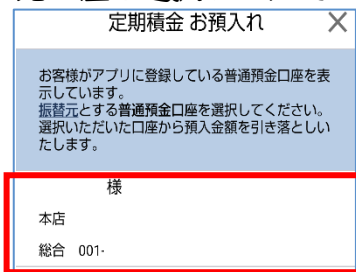 定期積金 お預入れ
お客様がアプリに登録している普通預金口座を表
示しています。
振替元とする普通預金口座を選択してください。
選択いただいた口座から預入金額を引き落としい
たします。
様
本店
総合 001-